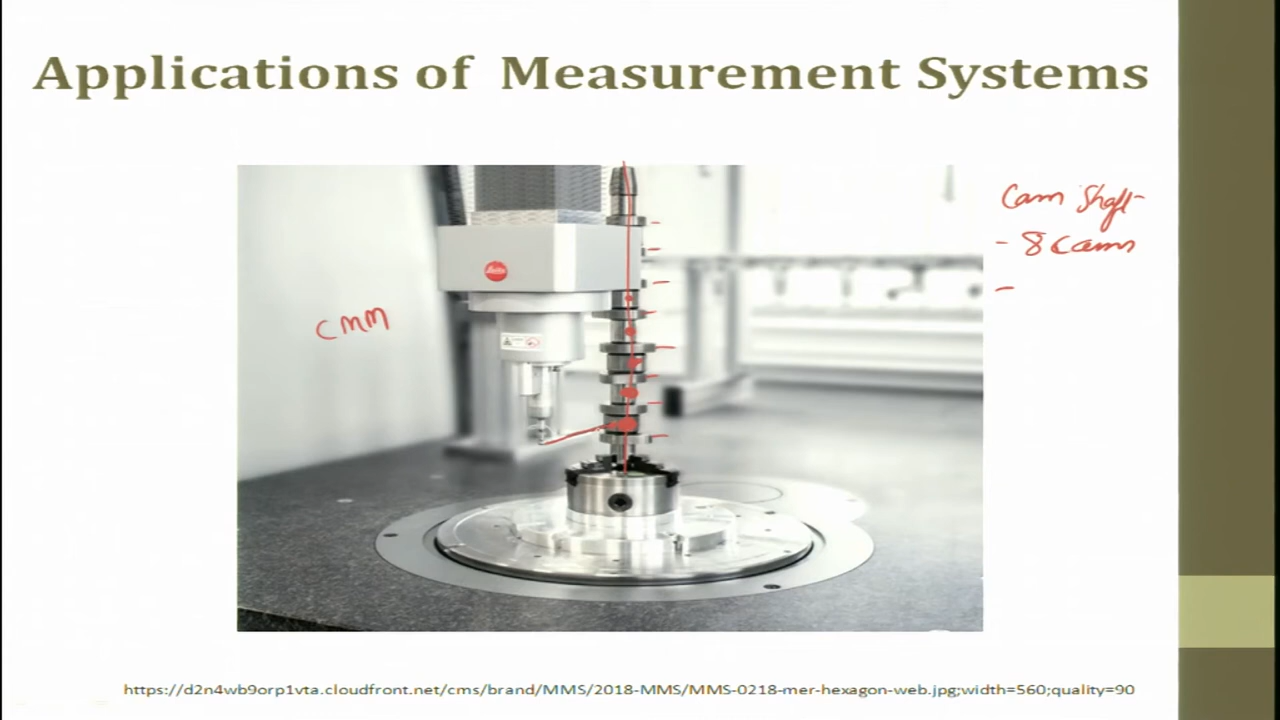 Applications of Measurement Systems
Cam Shaft
- 8 Cams
-
CMM
Leitz
https://d2n4wb9orp1vta.cloudfront.net/cms/brand/MMS/2018-MMS/MMS-0218-mer-hexagon-web.jpg;width=560;quality=90